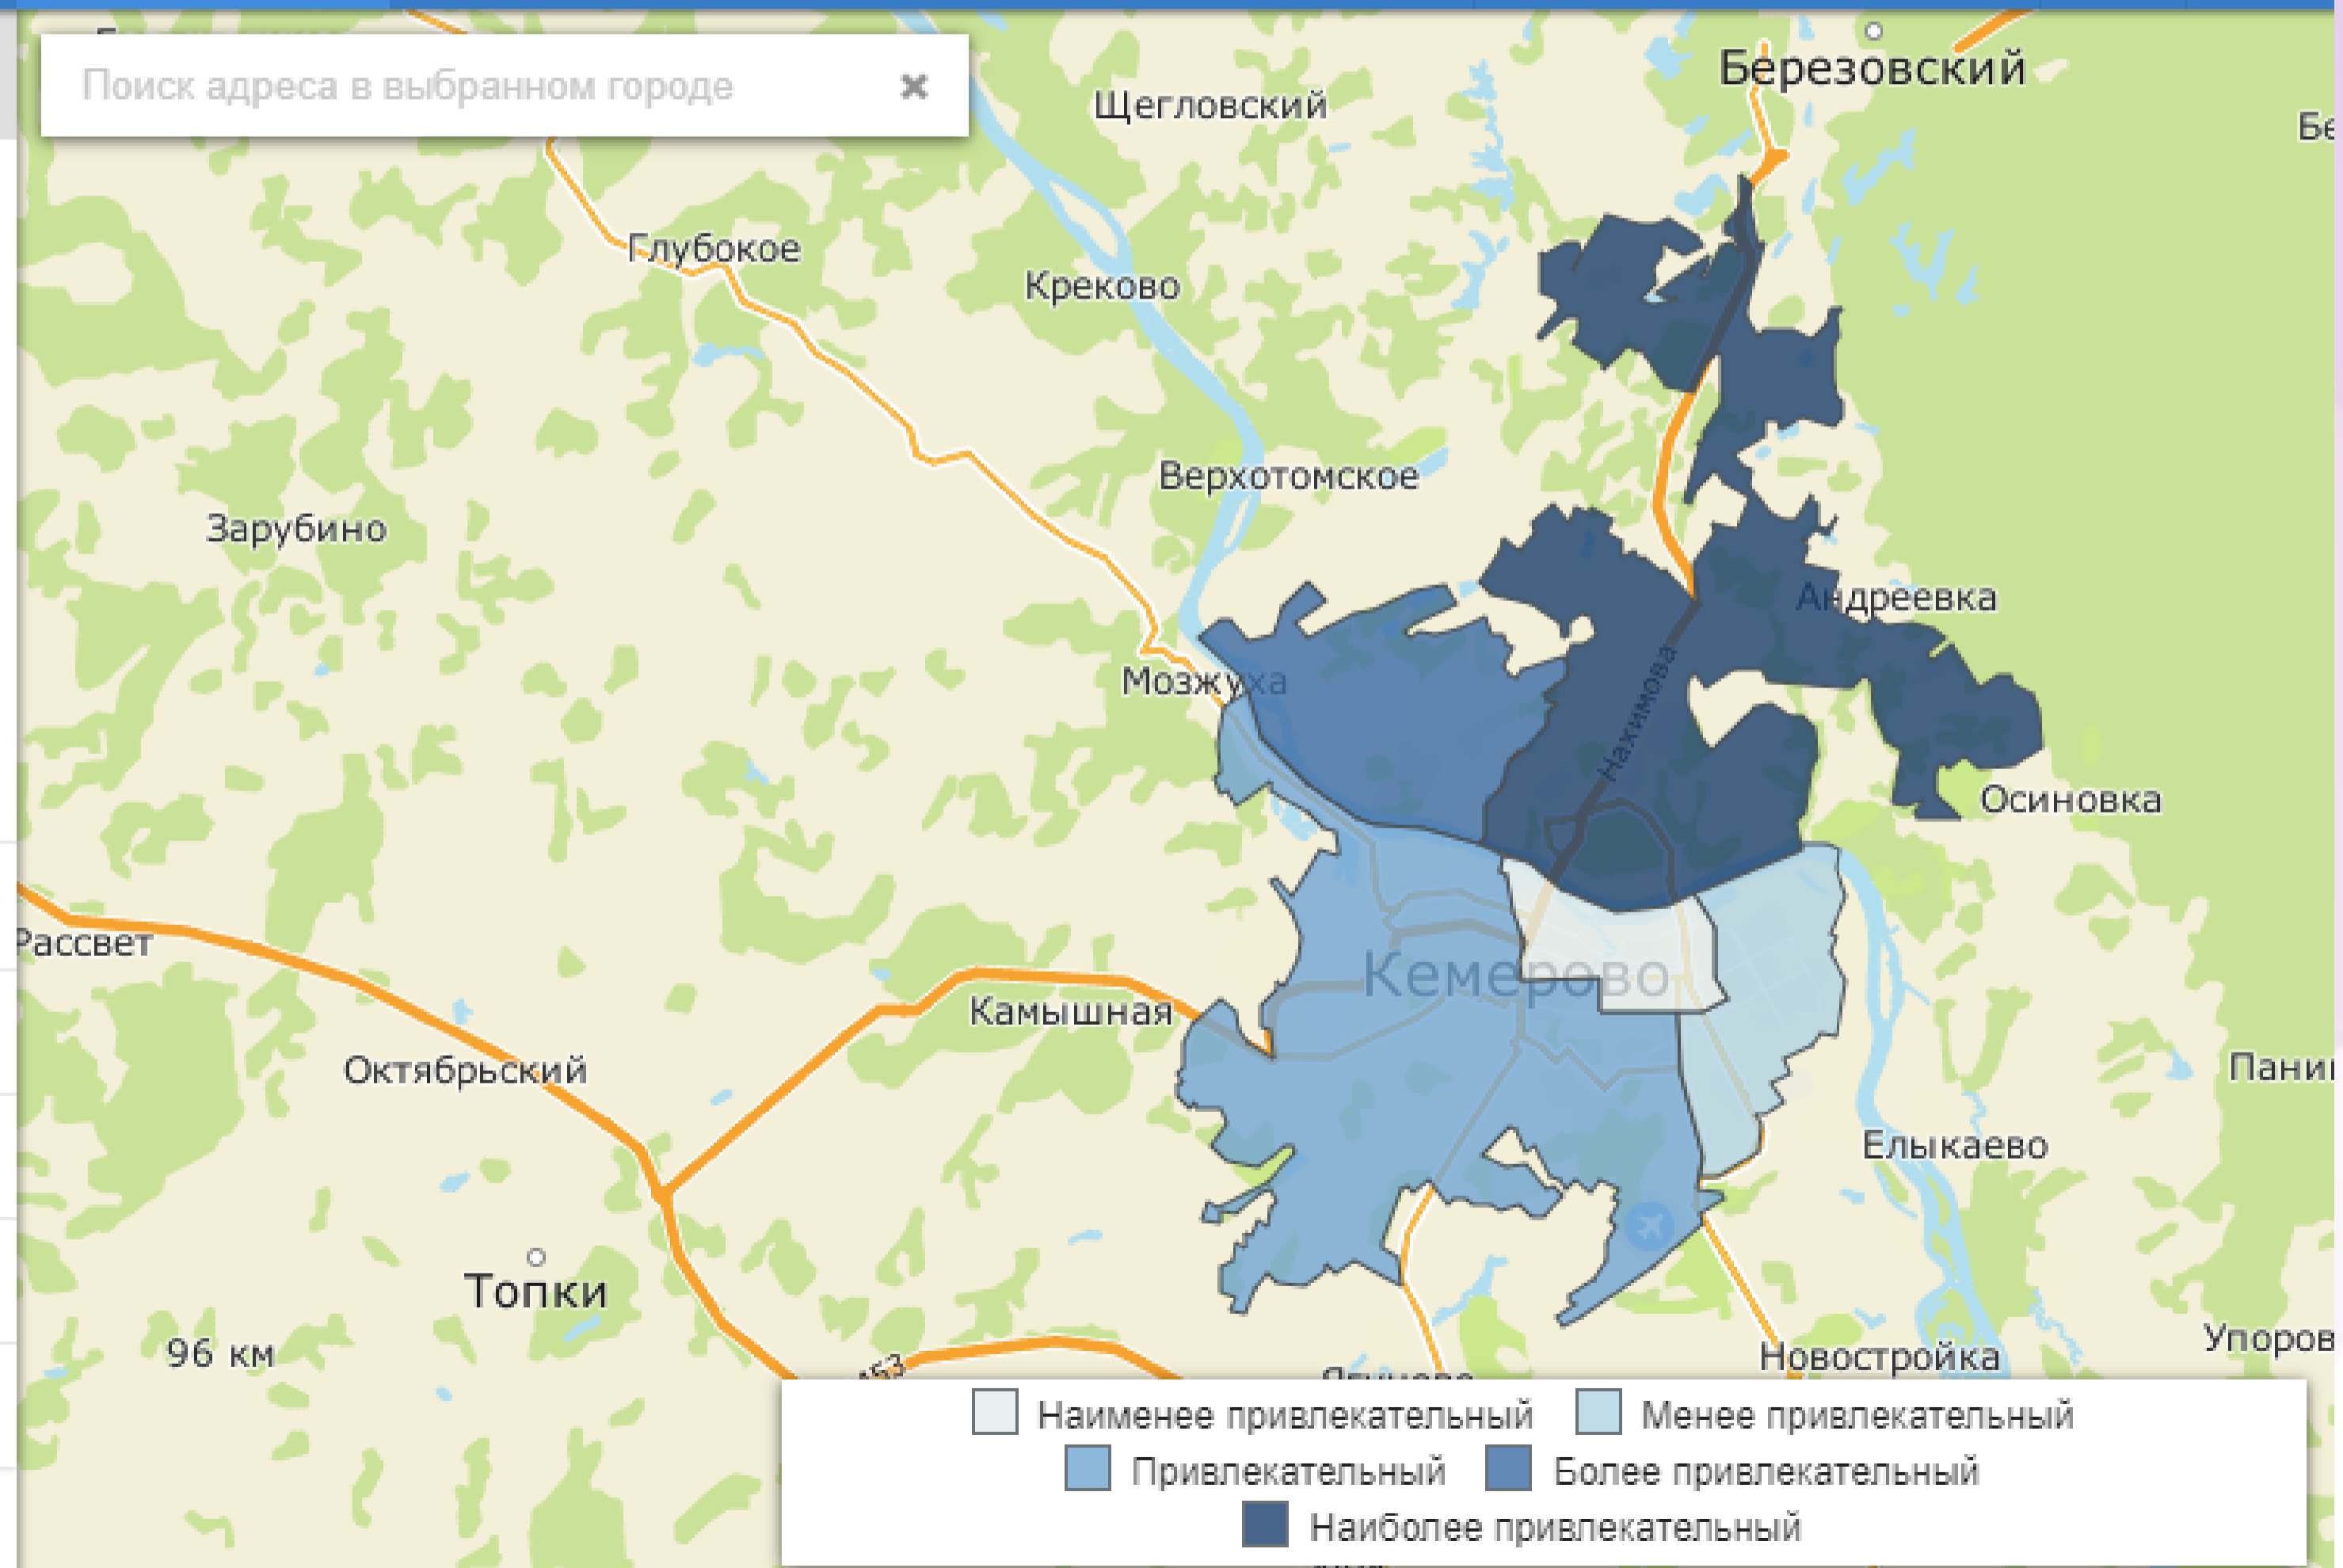 Поиск адреса в выбранном городе
Березовский
Щегловский
Глубокое
Креково
Верхотомское
Зарубино
Андреевка
Мозжуха
Нахимова
Осиновка
Рассвет
Кемерово
Камышная
Октябрьский
Елыкаево
Топки
96 км
Новостройка
Наименее привлекательный
Менее привлекательный
Привлекательный
Более привлекательный
Наиболее привлекательный